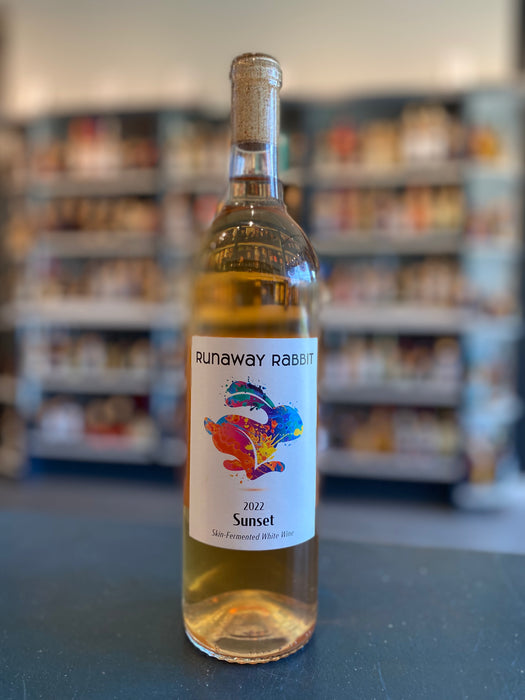 RUNAWAY RABBIT
2022
Sunset
Skin-Fermented White Wine